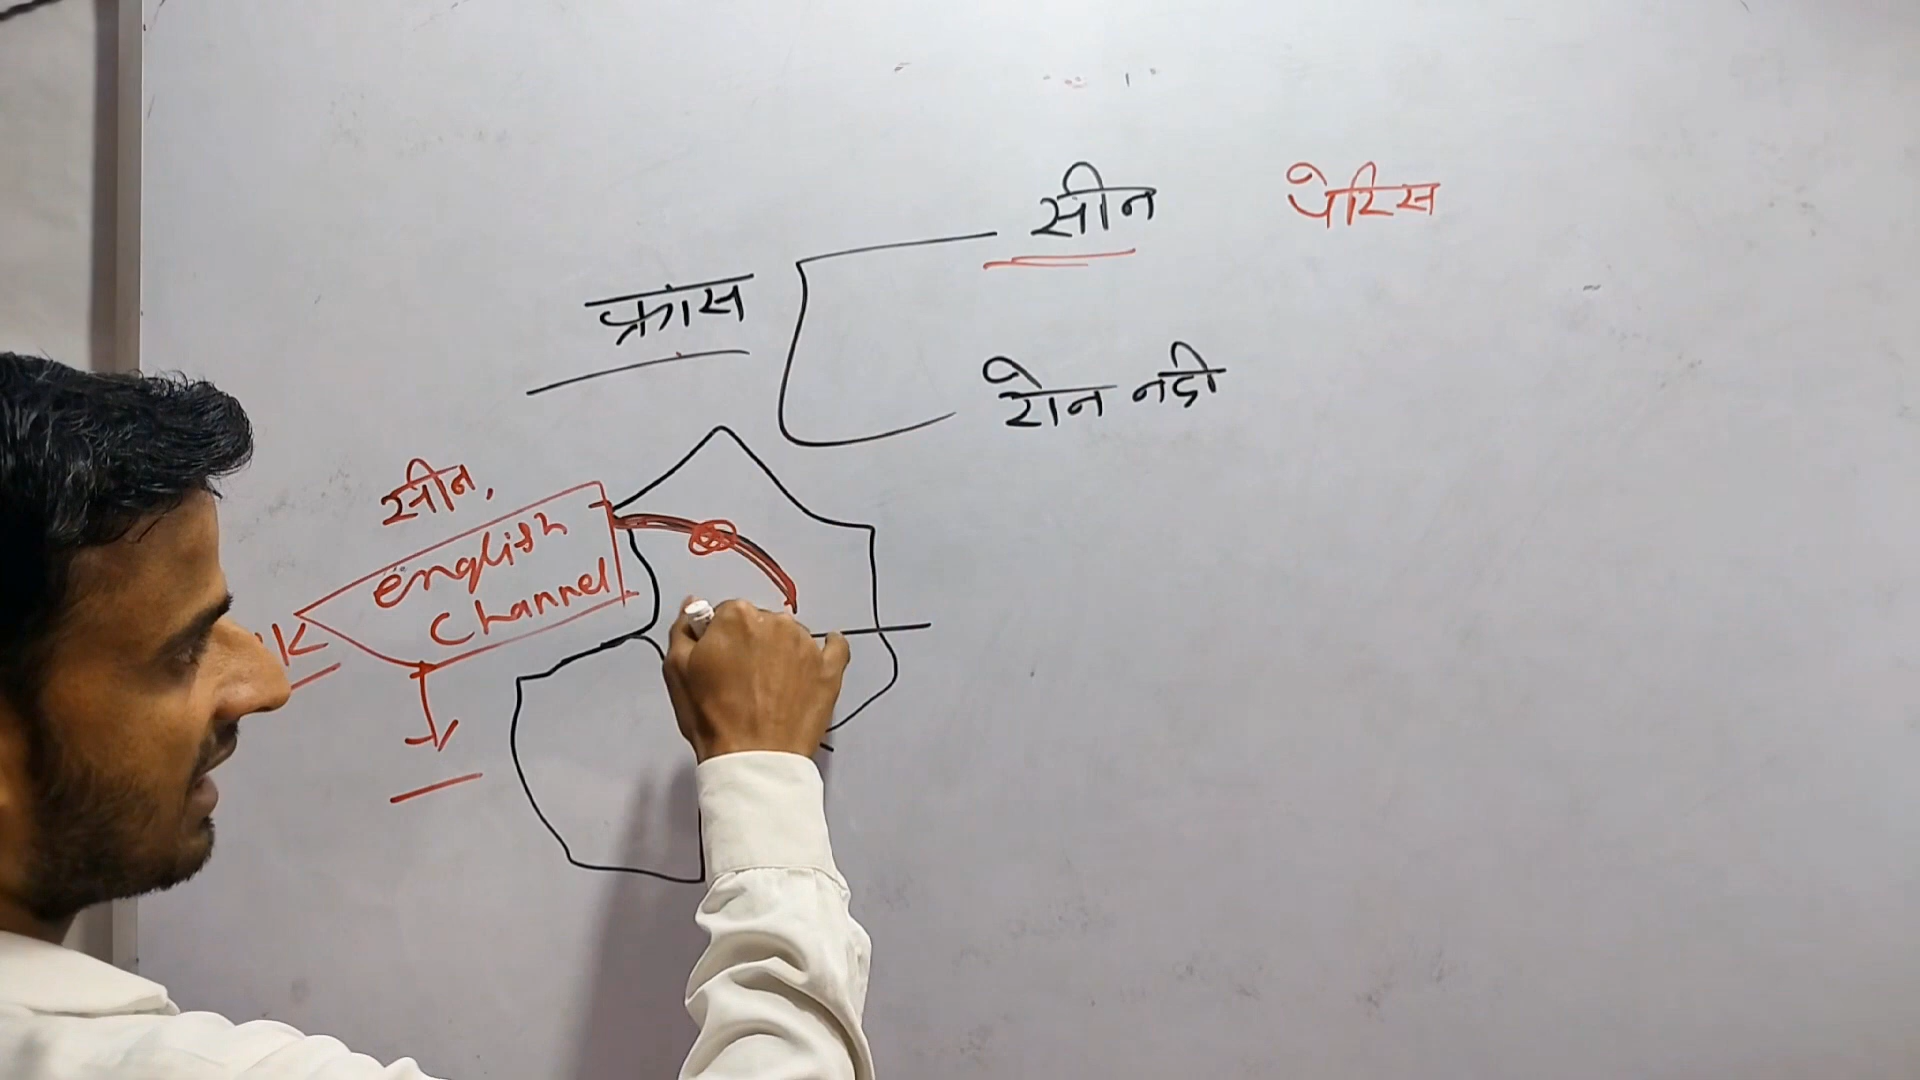 सीन पेरिस
फ्रांस
रोन नदी
सीन,
english
Channel